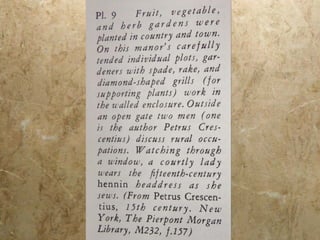 Pl. 9 Fruit, vegetable,
and herb gardens were
planted in country and town.
On this manor's carefully
tended individual plots, gar-
deners with spade, rake, and
diamond-shaped grills (for
supporting plants) work in
the walled enclosure. Outside
an open gate two men (one
is the author Petrus Cres-
centius) discuss rural occu-
pations. Watching through
a window, a courtly lady
wears the fifteenth-century
hennin headdress as she
sews. (From Petrus Crescen-
tius, 15th century. New
York, The Pierpont Morgan
Library, M232, f.157)